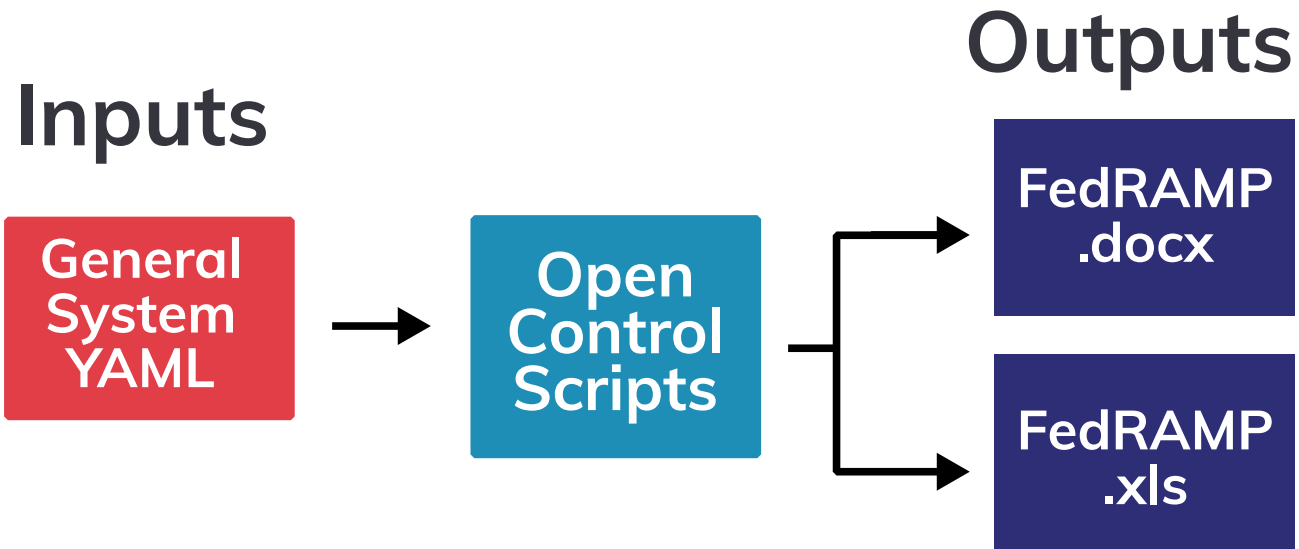 Inputs
General
System
YAML
Open
Control
Scripts
Outputs
FedRAMP
.docx
FedRAMP
.xls